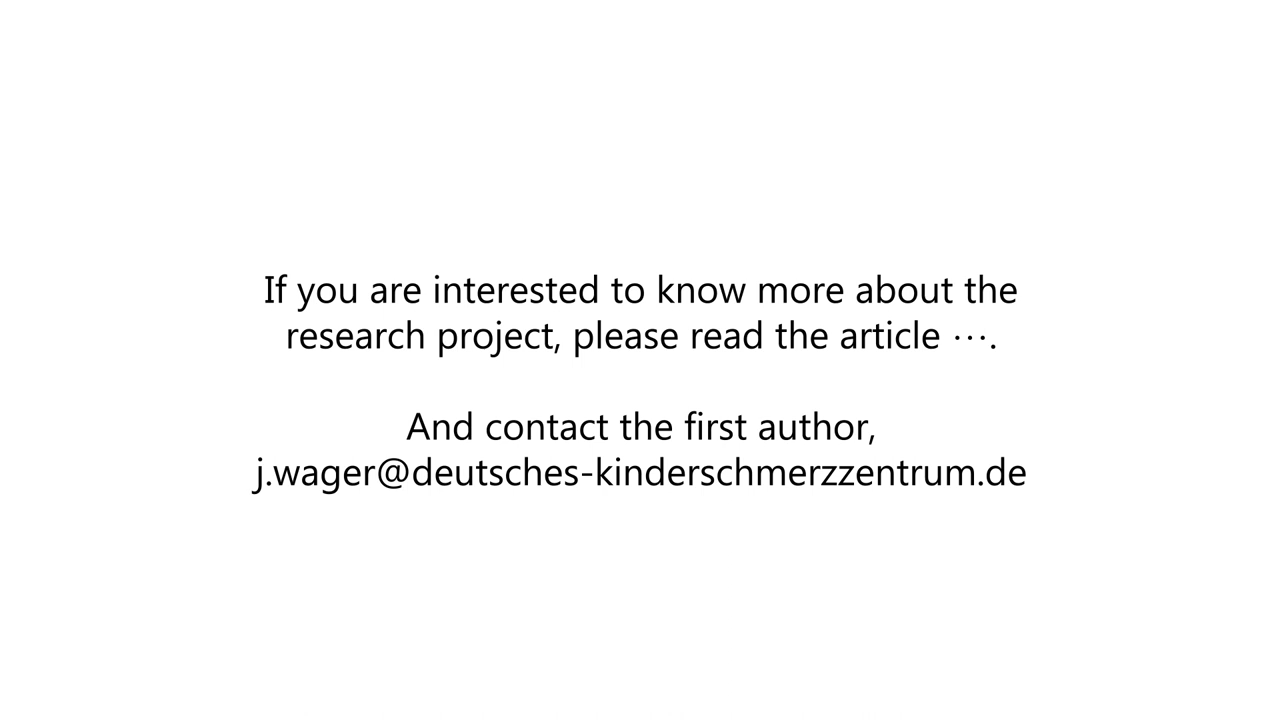 If you are interested to know more about the
research project, please read the article ⋯.
And contact the first author,
j.wager@deutsches-kinderschmerzzentrum.de